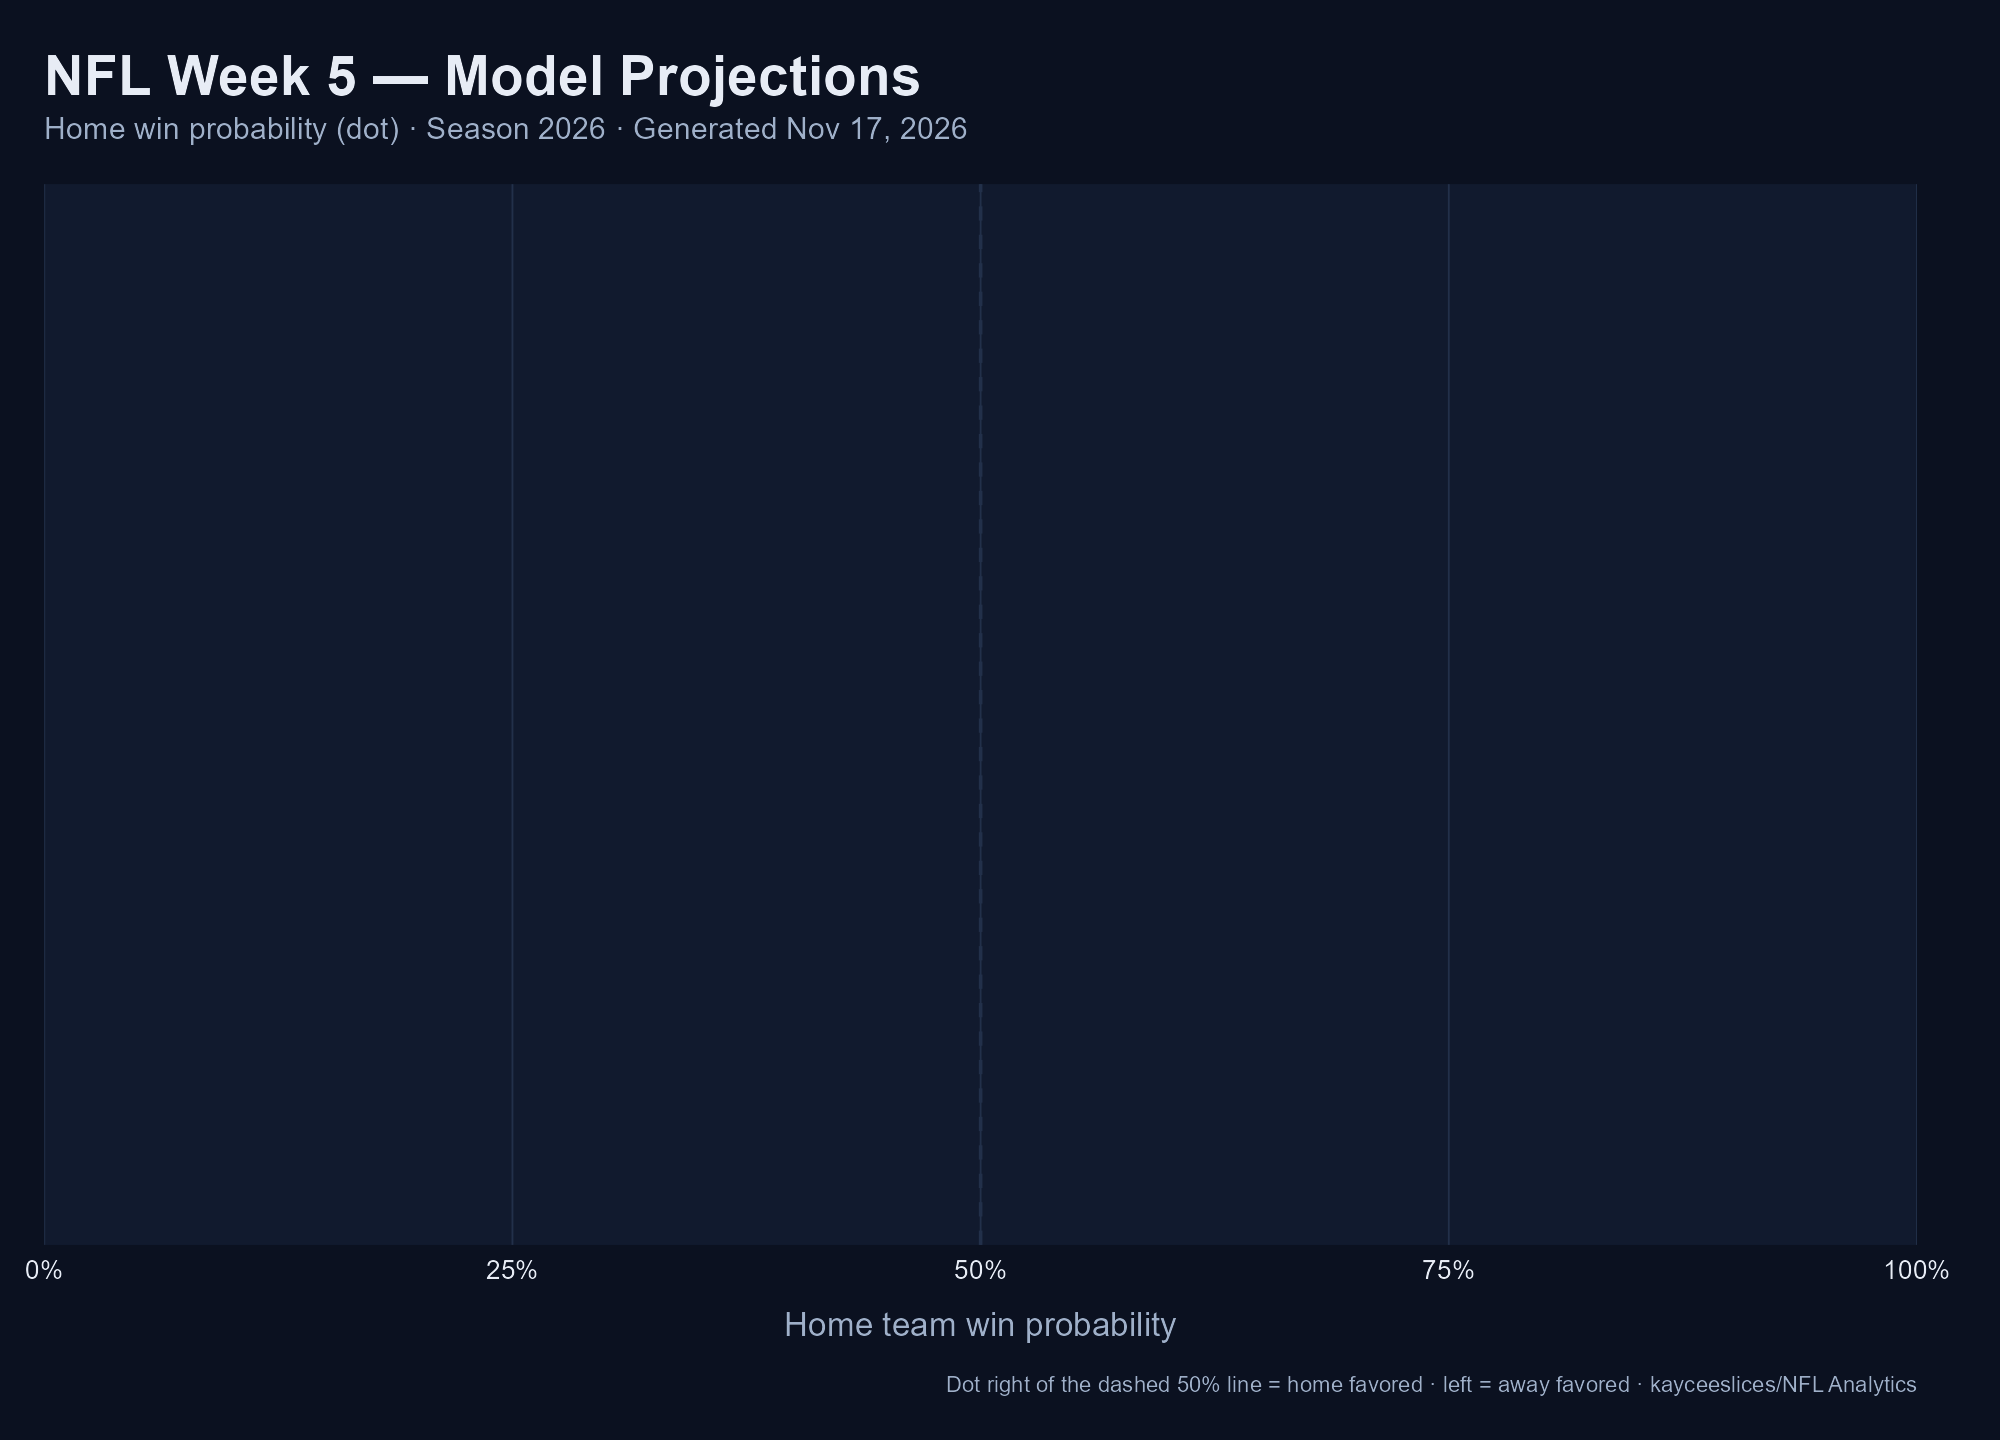 NFL Week 5 — Model Projections
Home win probability (dot) · Season 2026 · Generated Nov 17, 2026
0% 25% 50% 75% 100%
Home team win probability
Dot right of the dashed 50% line = home favored · left = away favored · kayceeslices/NFL Analytics